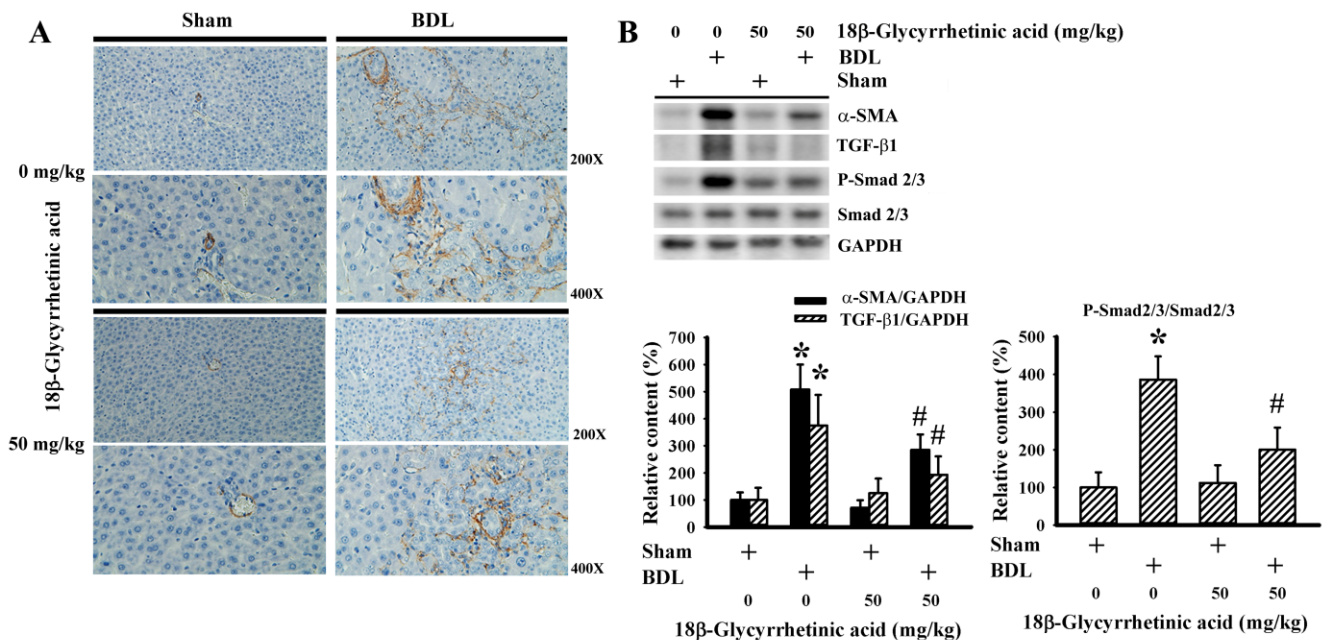 A
Sham
BDL
0 mg/kg
200X
400X
18β-Glycyrrhetinic acid
50 mg/kg
200X
400X
B
0 0 50 50 18β-Glycyrrhetinic acid (mg/kg)
+ + BDL
+ + Sham
α-SMA
TGF-β1
P-Smad 2/3
Smad 2/3
GAPDH
α-SMA/GAPDH
TGF-β1/GAPDH
Relative content (%)
700
600
500
400
300
200
100
0
* * # #
Sham + +
BDL + +
0 0 50 50
18β-Glycyrrhetinic acid (mg/kg)
P-Smad2/3/Smad2/3
Relative content (%)
500
400
300
200
100
0
* #
Sham + +
BDL + +
0 0 50 50
18β-Glycyrrhetinic acid (mg/kg)